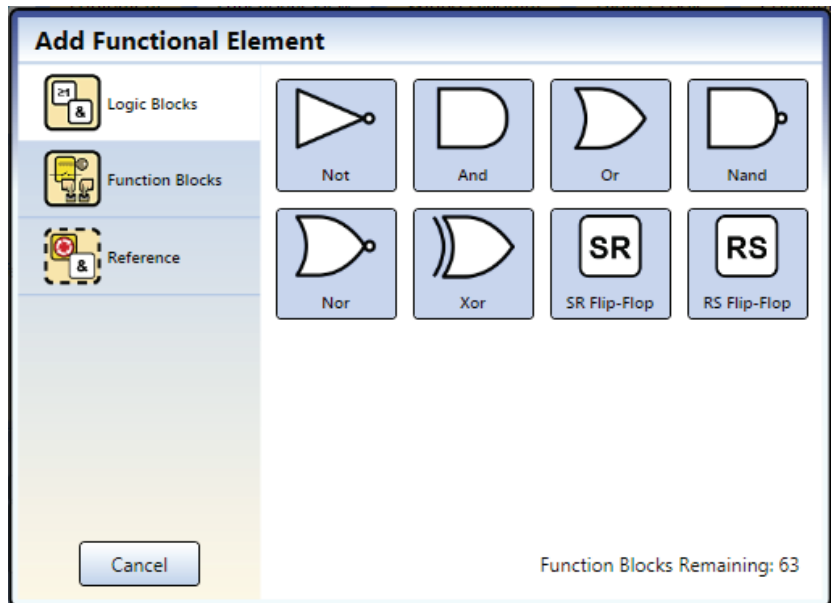 Add Functional Element
≥1
&
Logic Blocks
Function Blocks
&
Reference
Not
And
Or
Nand
Nor
Xor
SR
SR Flip-Flop
RS
RS Flip-Flop
Cancel
Function Blocks Remaining: 63